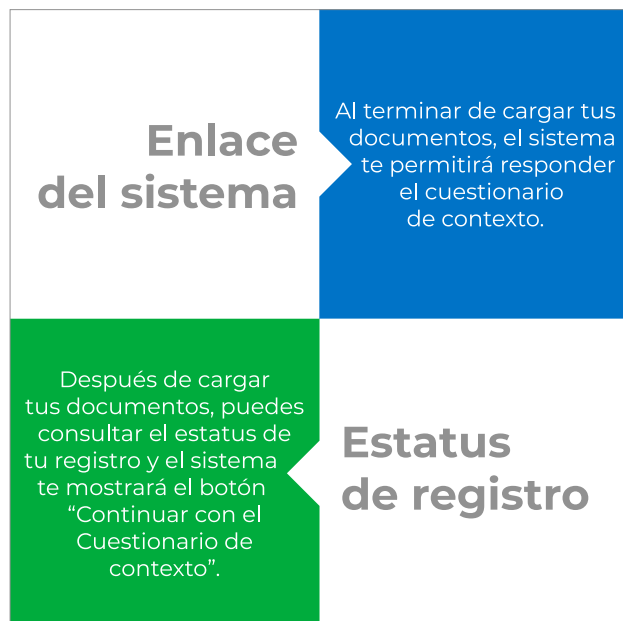 Enlace
del sistema
Al terminar de cargar tus
documentos, el sistema
te permitirá responder
el cuestionario
de contexto.
Después de cargar
tus documentos, puedes
consultar el estatus de
tu registro y el sistema
te mostrará el botón
“Continuar con el
Cuestionario de
contexto”.
Estatus
de registro